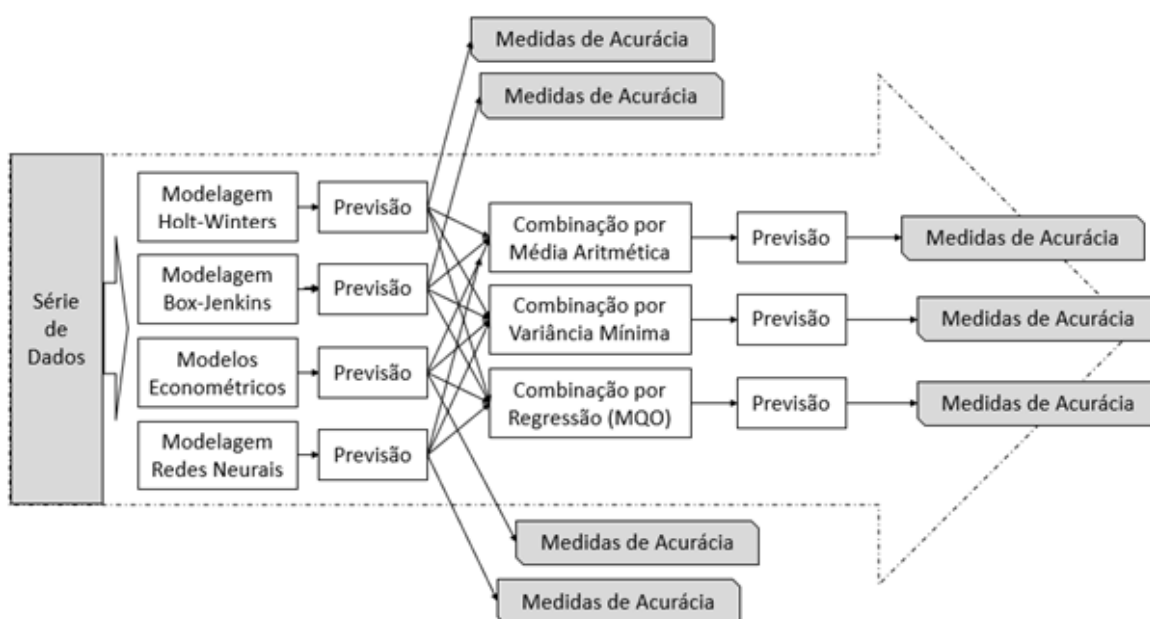 Medidas de Acurácia
Medidas de Acurácia
Série
de
Dados
Modelagem
Holt-Winters
Previsão
Combinação por
Média Aritmética
Previsão
Medidas de Acurácia
Modelagem
Box-Jenkins
Previsão
Combinação por
Variância Mínima
Previsão
Medidas de Acurácia
Modelos
Econométricos
Previsão
Combinação por
Regressão (MQO)
Previsão
Medidas de Acurácia
Modelagem
Redes Neurais
Previsão
Medidas de Acurácia
Medidas de Acurácia